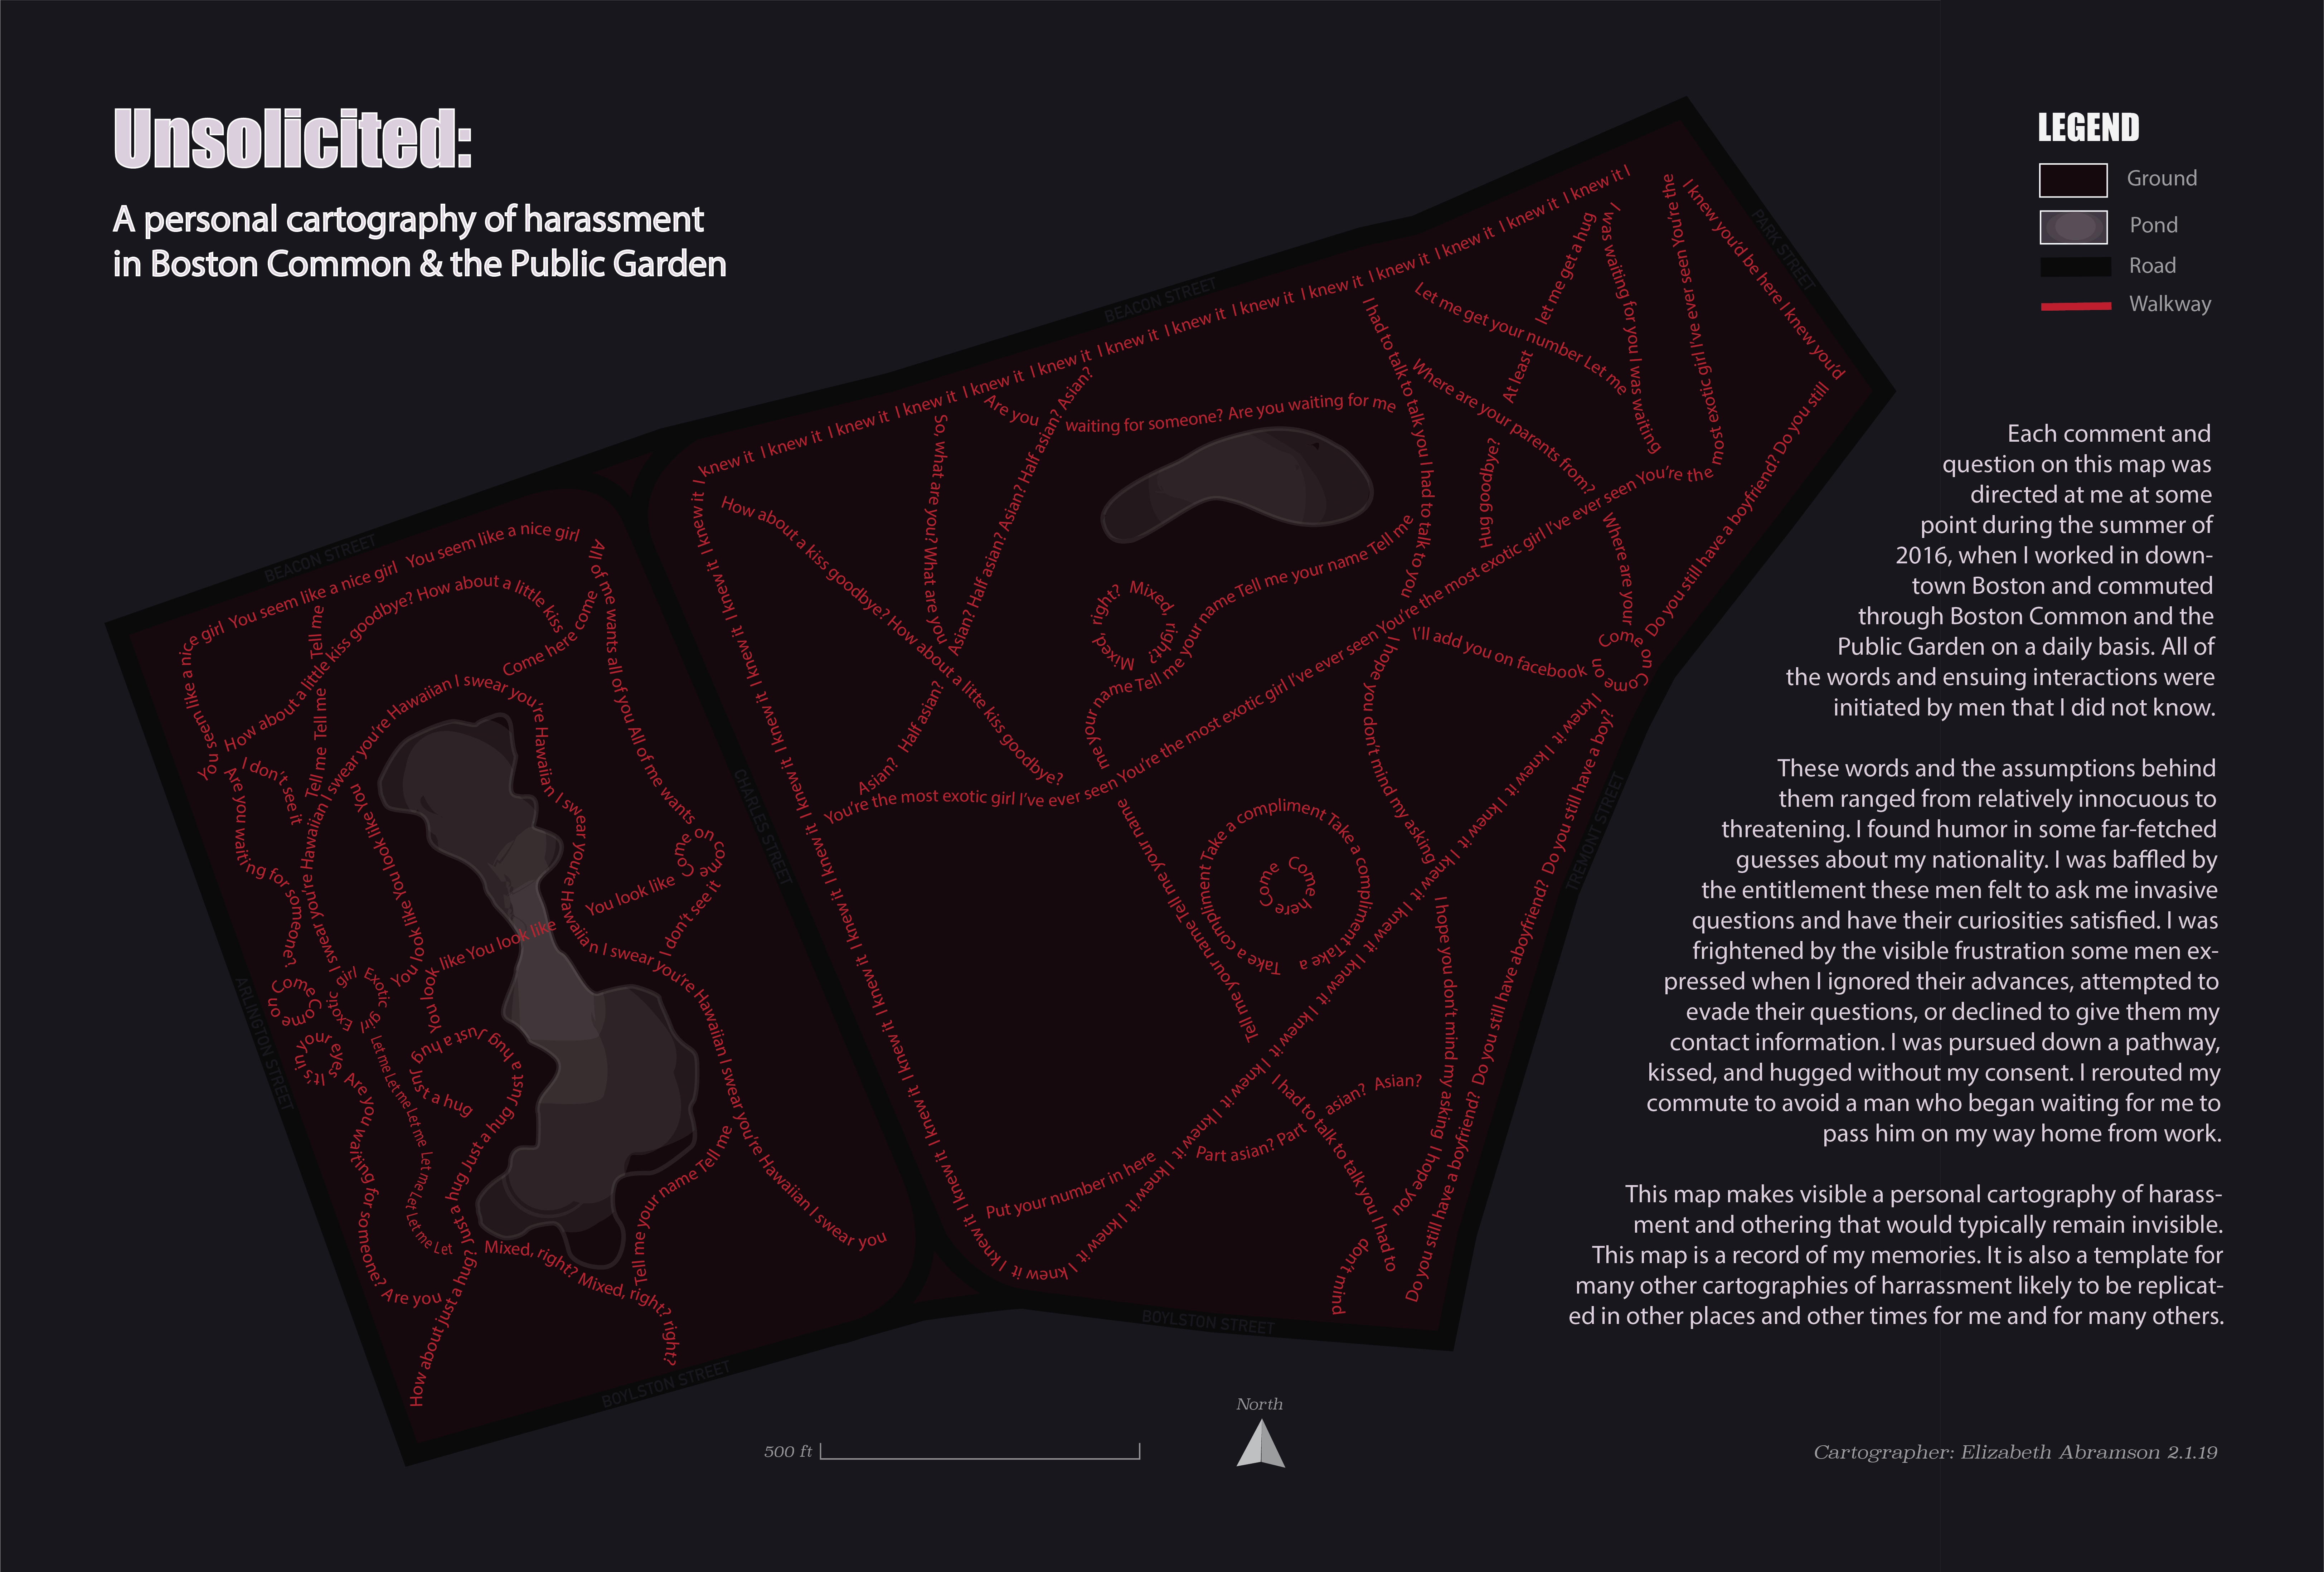 Unsolicited:
A personal cartography of harassment
in Boston Common & the Public Garden
LEGEND
Ground
Pond
Road
Walkway
Each comment and
question on this map was
directed at me at some
point during the summer of
2016, when I worked in down-
town Boston and commuted
through Boston Common and the
Public Garden on a daily basis. All of
the words and ensuing interactions were
initiated by men that I did not know.
These words and the assumptions behind
them ranged from relatively innocuous to
threatening. I found humor in some far-fetched
guesses about my nationality. I was baffled by
the entitlement these men felt to ask me invasive
questions and have their curiosities satisfied. I was
frightened by the visible frustration some men ex-
pressed when I ignored their advances, attempted to
evade their questions, or declined to give them my
contact information. I was pursued down a pathway,
kissed, and hugged without my consent. I rerouted my
commute to avoid a man who began waiting for me to
pass him on my way home from work.
This map makes visible a personal cartography of harass-
ment and othering that would typically remain invisible.
This map is a record of my memories. It is also a template for
many other cartographies of harrassment likely to be replicat-
ed in other places and other times for me and for many others.
BEACON STREET
BEACON STREET
PARK STREET
CHARLES STREET
TREMONT STREET
ARLINGTON STREET
BOYLSTON STREET
BOYLSTON STREET
You seem like a nice girl You seem like a nice girl You seem like a nice girl
How about a little kiss goodbye? How about a little kiss
Tell me Tell me Tell me Tell me
Come here come
All of me wants all of you All of me wants
come on come
I don't see it
You look like
You look like You look like
You look like You look like You look
I don't see it
Are you waiting for someone?
Come on Come
Exotic girl Exotic girl
It's in your eyes
Are you waiting for someone? Are you
Let me Let me Let me Let me Let Let me Let
Just a hug Just a hug Just a hug Just a hug Just a hug
How about just a hug?
Mixed, right? Mixed, right? right?
Tell me your name Tell me
I swear you're Hawaiian I swear you're Hawaiian I swear you're Hawaiian I swear you're Hawaiian I swear you're Hawaiian I swear you're Hawaiian I swear you
I knew it I knew it I knew it I knew it I knew it I knew it I knew it I knew it I knew it I knew it I knew it I knew it I knew it I knew it I
How about a kiss goodbye? How about a little kiss goodbye?
So, what are you? What are you
Asian? Half asian? Asian? Half asian? Asian? Half asian? Asian?
Are you waiting for someone? Are you waiting for me
I had to talk to talk you I had to talk to you
Let me get your number Let me
At least let me get a hug
I was waiting for you I was waiting
You're the most exotic girl I've ever seen You're the most exotic girl I've ever seen You're the most exotic girl I've ever seen You're the most exotic girl I've ever seen You're the
I knew you'd be here I knew you'd
Do you still have a boyfriend? Do you still
Where are your parents from? Where are your
Hug goodbye?
Mixed, right? Mixed, right?
Tell me your name Tell me your name Tell me
I'll add you on facebook
Come on Come on
I hope you don't mind my asking I hope you don't mind my asking I hope you don't mind
Take a compliment Take a compliment Take a compliment Take a
Come Come here
Tell me your name Tell me your name
Put your number in here
Part asian? Part asian? Asian?
I had to talk to talk you I had to
Do you still have a boyfriend? Do you still have a boyfriend? Do you still have a boy?
500 ft
North
Cartographer: Elizabeth Abramson 2.1.19